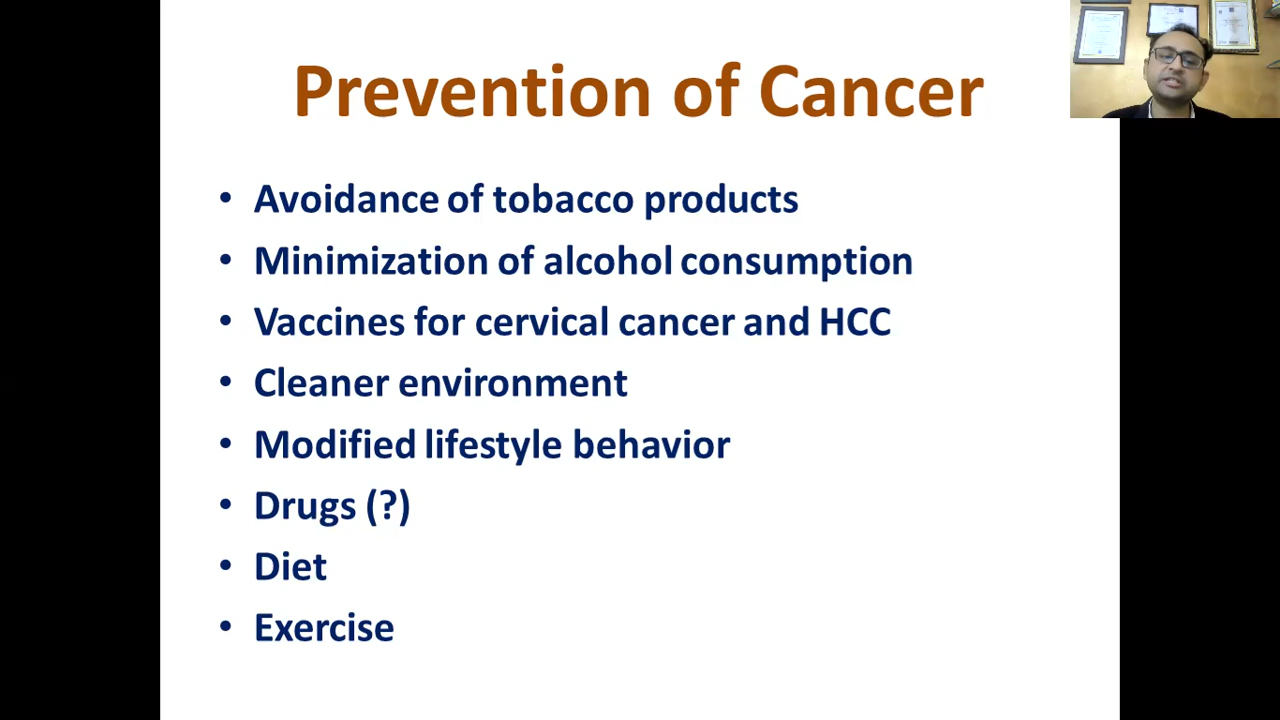 Prevention of Cancer
• Avoidance of tobacco products
• Minimization of alcohol consumption
• Vaccines for cervical cancer and HCC
• Cleaner environment
• Modified lifestyle behavior
• Drugs (?)
• Diet
• Exercise